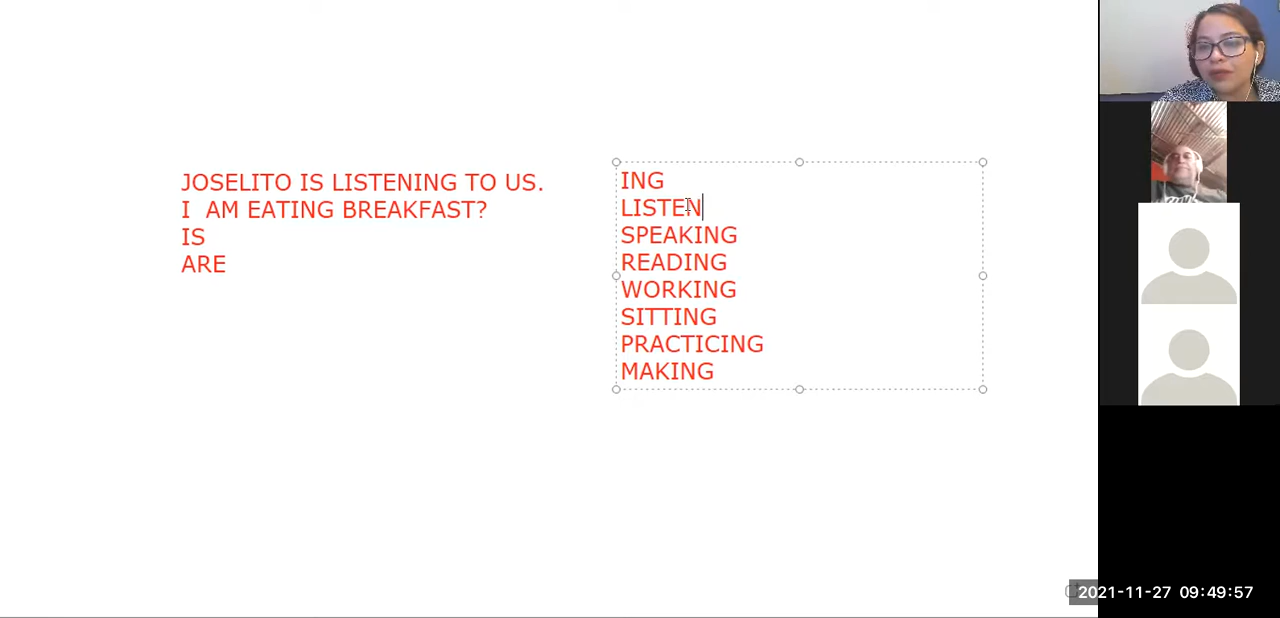 JOSELITO IS LISTENING TO US.
I  AM EATING BREAKFAST?
IS
ARE
ING
LISTEN
SPEAKING
READING
WORKING
SITTING
PRACTICING
MAKING
2021-11-27 09:49:57